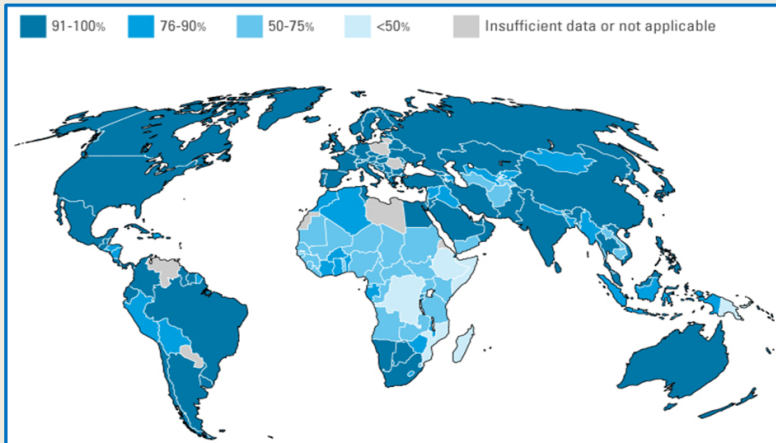 91-100% 76-90% 50-75% <50% Insufficient data or not applicable